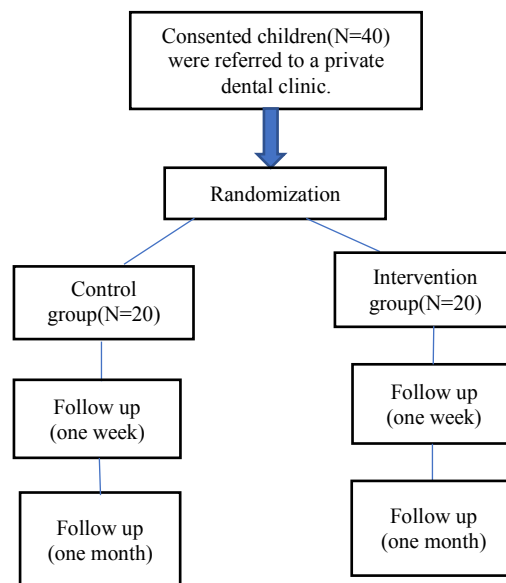 Consented children(N=40)
were referred to a private
dental clinic.
Randomization
Control
group(N=20)
Intervention
group(N=20)
Follow up
(one week)
Follow up
(one week)
Follow up
(one month)
Follow up
(one month)